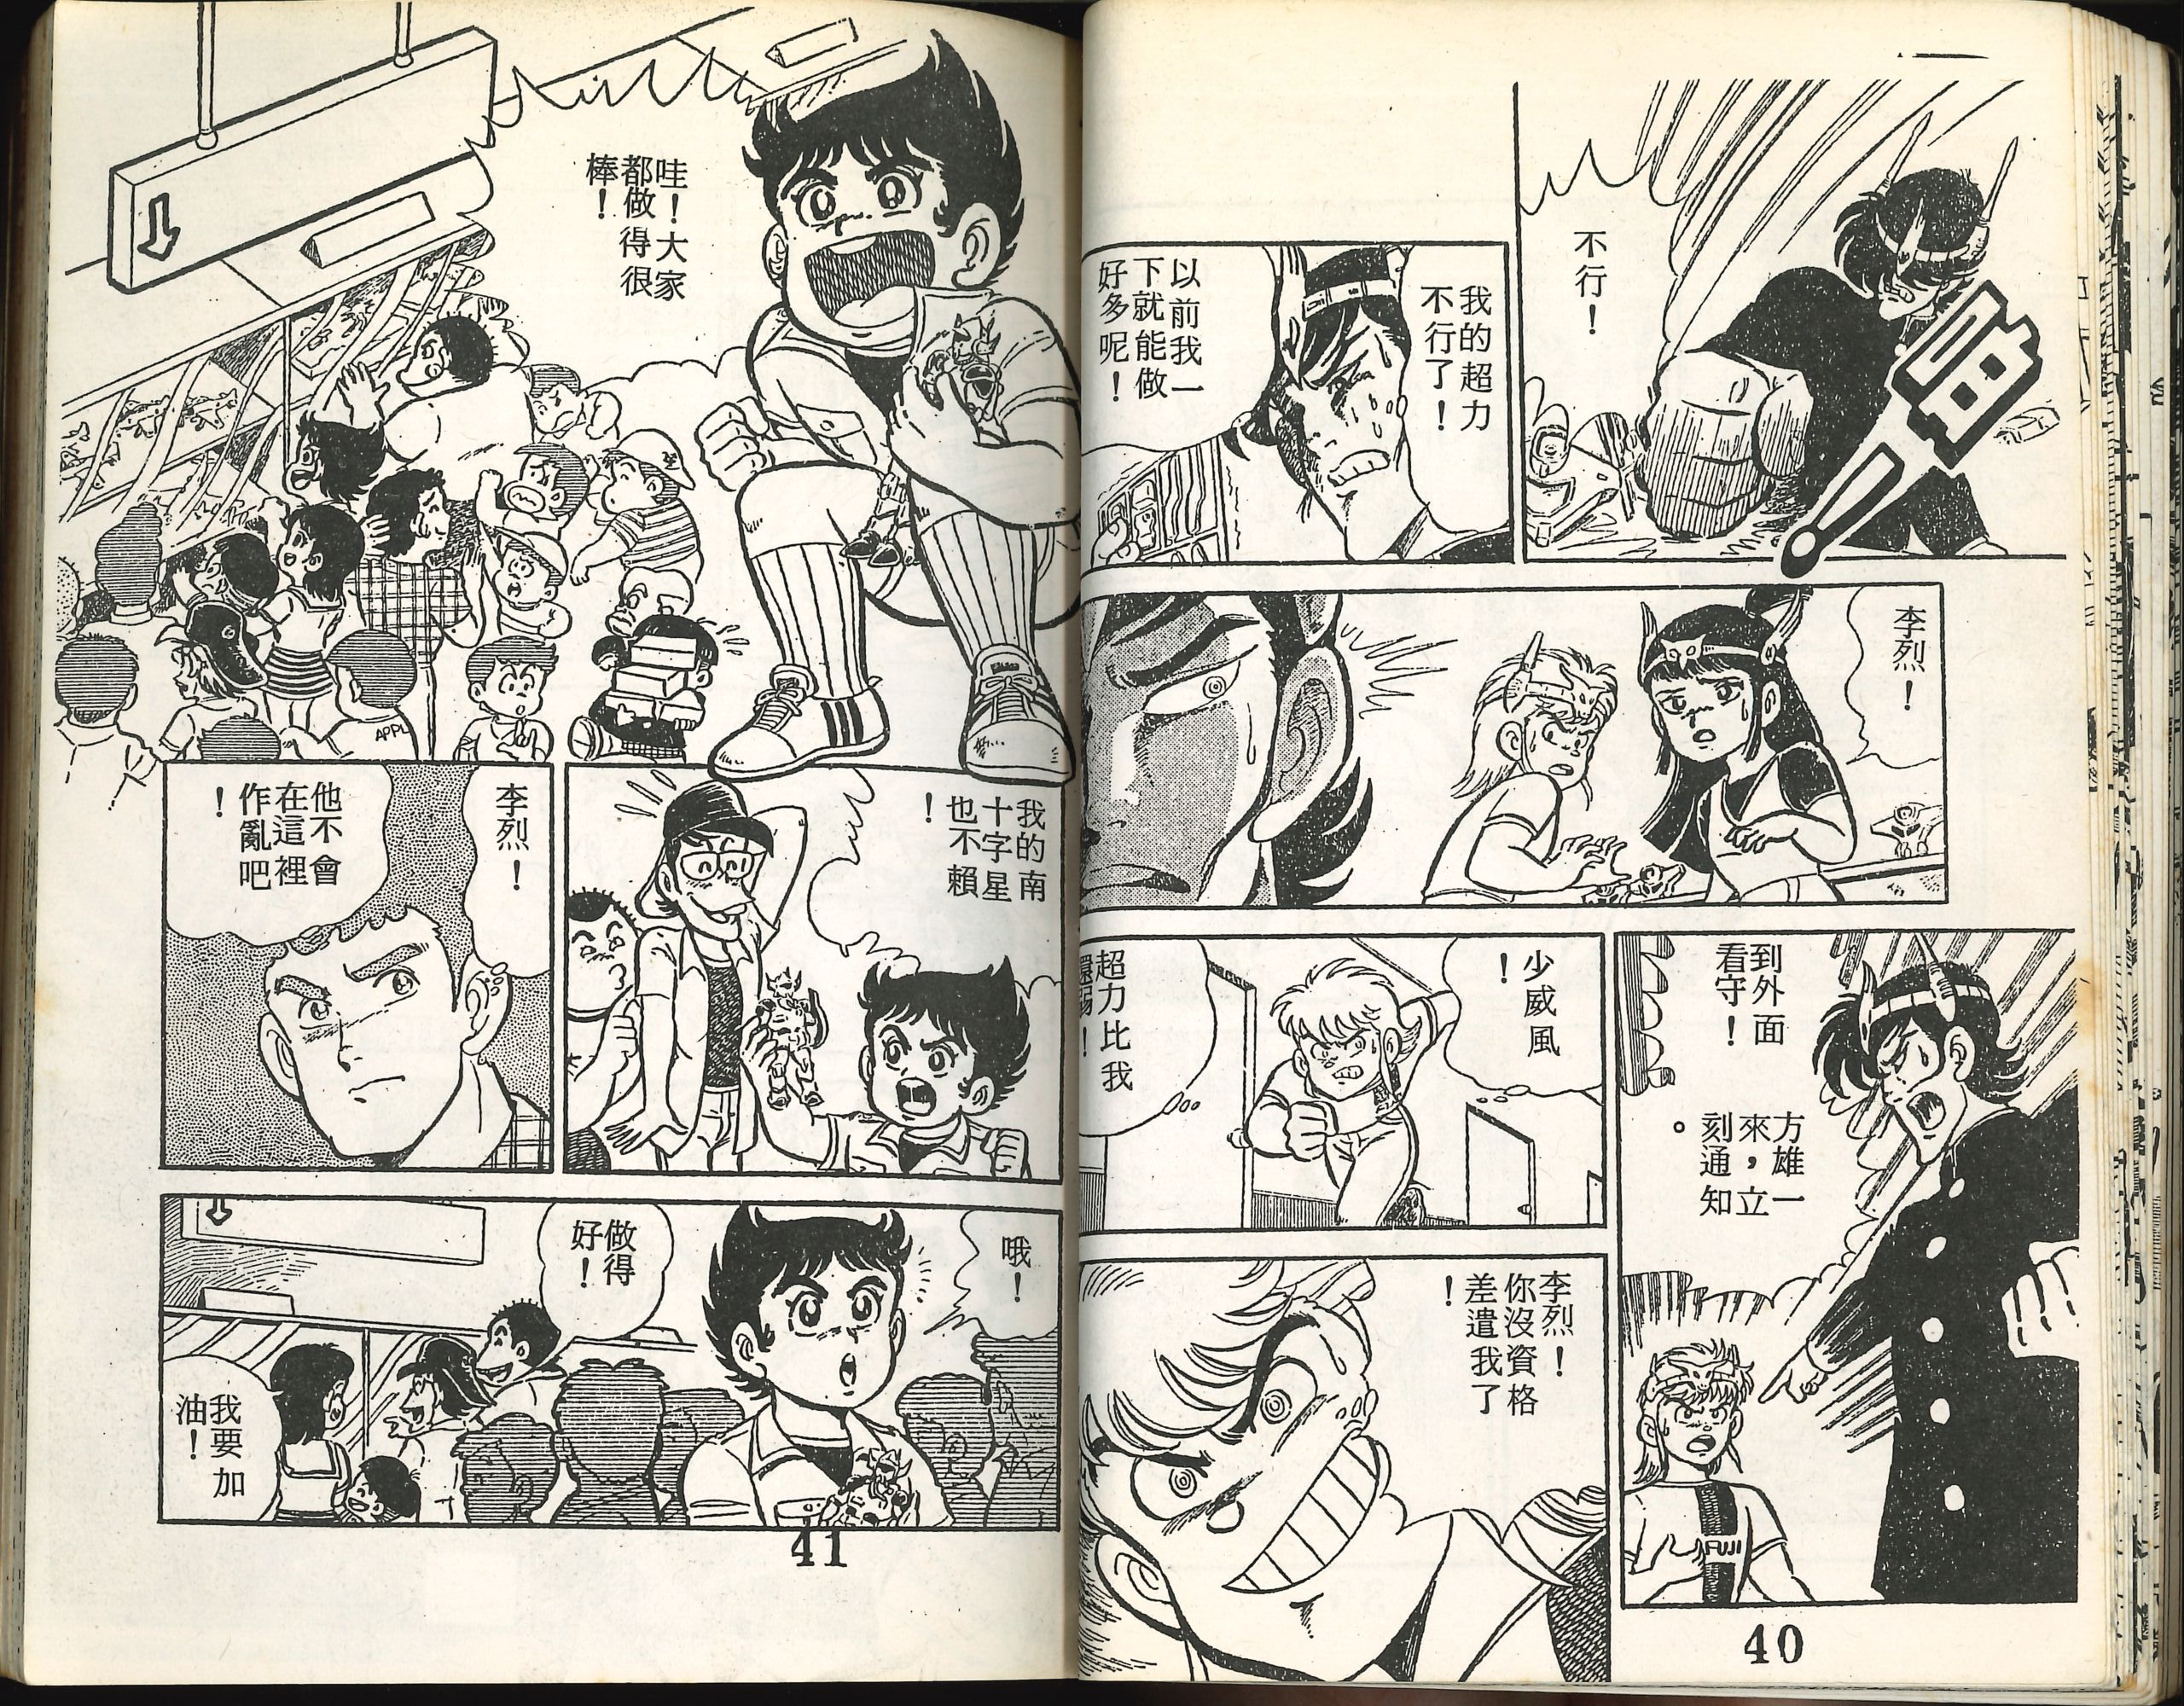 不行！
我的超力
不行了！
以前我一
下就能做
好多呢！
李烈！
到外面
看守！
方雄一
來，立
刻通知
。
FUJI
少威風
！
超力比我
還弱！
李烈！
你沒資格
差遣我了
！
40
哇！大家
都做得很
棒！
APPL
我的南
十字星
也不賴
！
李烈！
他不會
在這裡
作亂吧
！
哦！
做得
好！
我要加
油！
41